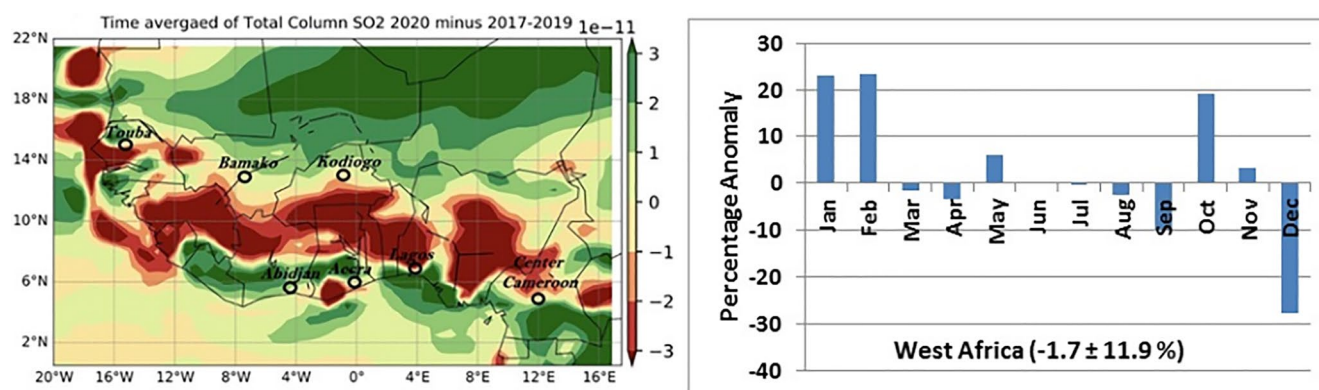 Time avergaed of Total Column SO2 2020 minus 2017-2019
1e−11
22°N
18°N
14°N
10°N
6°N
2°N
20°W
16°W
12°W
8°W
4°W
0°
4°E
8°E
12°E
16°E
Touba
Bamako
Kodiogo
Abidjan
Accra
Lagos
Center
Cameroon
3
2
1
0
−1
−2
−3
Percentage Anomaly
30
20
10
0
-10
-20
-30
-40
Jan
Feb
Mar
Apr
May
Jun
Jul
Aug
Sep
Oct
Nov
Dec
West Africa (-1.7 ± 11.9 %)